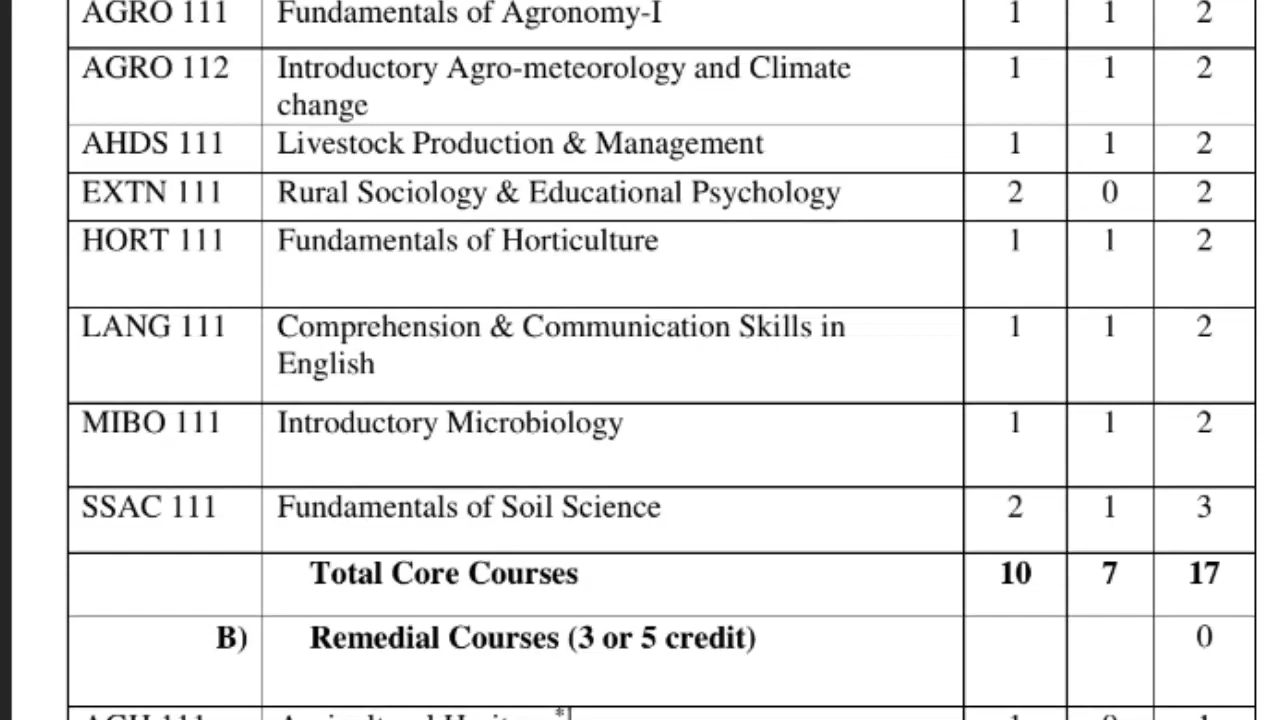 AGRO 111 Fundamentals of Agronomy-I 1 1 2
AGRO 112 Introductory Agro-meteorology and Climate 1 1 2
change
AHDS 111 Livestock Production & Management 1 1 2
EXTN 111 Rural Sociology & Educational Psychology 2 0 2
HORT 111 Fundamentals of Horticulture 1 1 2
LANG 111 Comprehension & Communication Skills in 1 1 2
English
MIBO 111 Introductory Microbiology 1 1 2
SSAC 111 Fundamentals of Soil Science 2 1 3
Total Core Courses 10 7 17
B) Remedial Courses (3 or 5 credit) 0